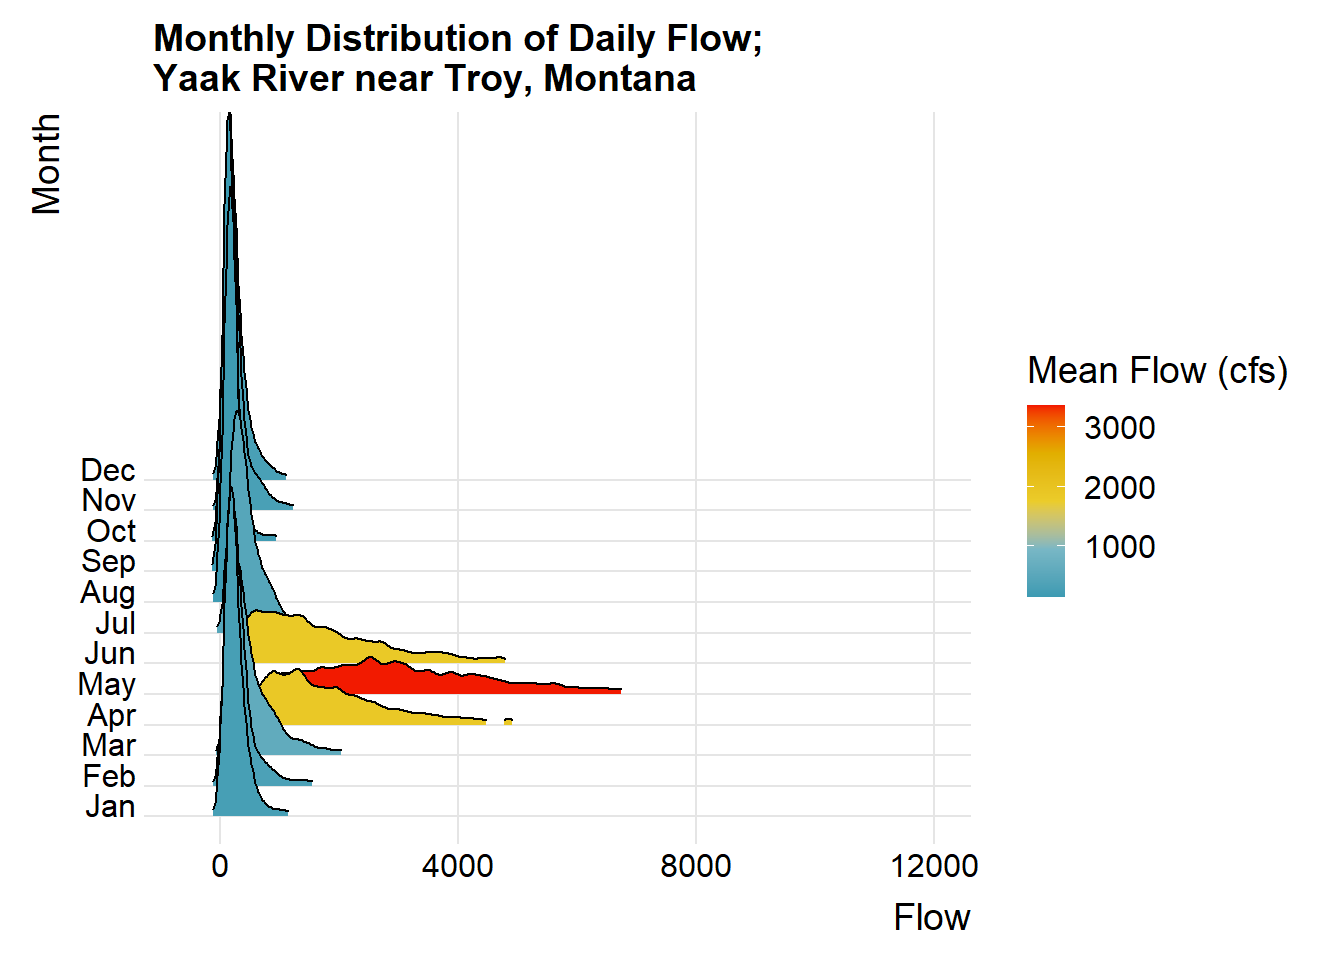 Monthly Distribution of Daily Flow;
Yaak River near Troy, Montana
Month
Dec
Nov
Oct
Sep
Aug
Jul
Jun
May
Apr
Mar
Feb
Jan
0 4000 8000 12000
Flow
Mean Flow (cfs)
3000
2000
1000